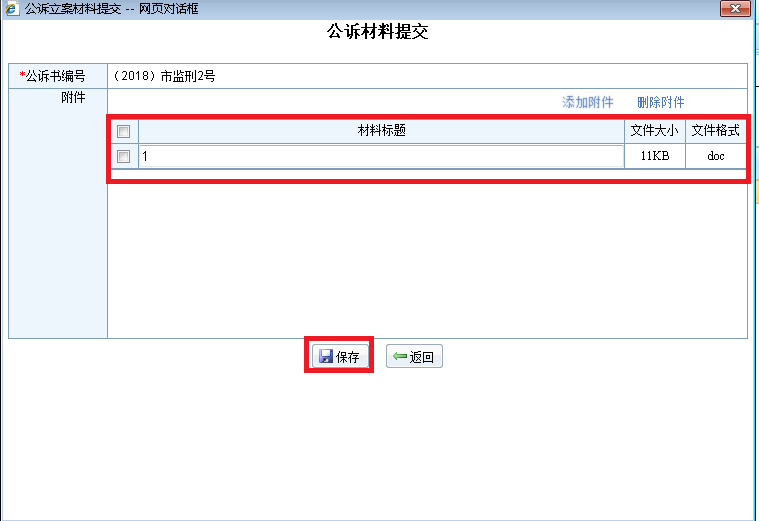 公诉立案材料提交 -- 网页对话框
公诉材料提交
*公诉书编号 （2018）市监刑2号
附件
添加附件 删除附件
材料标题 文件大小 文件格式
1 11KB doc
保存 返回